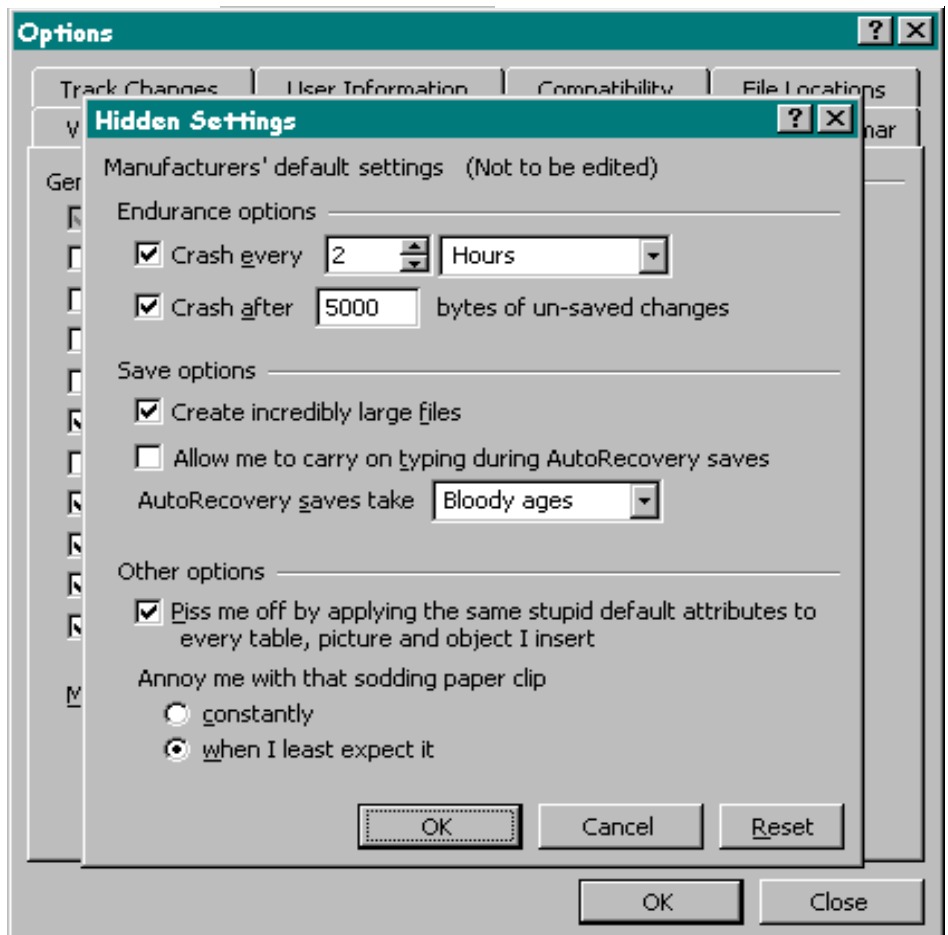 Options
Track Changes User Information Compatibility File Locations
Hidden Settings
Manufacturers' default settings (Not to be edited)
Endurance options
Crash every 2 Hours
Crash after 5000 bytes of un-saved changes
Save options
Create incredibly large files
Allow me to carry on typing during AutoRecovery saves
AutoRecovery saves take Bloody ages
Other options
Piss me off by applying the same stupid default attributes to
every table, picture and object I insert
Annoy me with that sodding paper clip
constantly
when I least expect it
OK Cancel Reset
OK Close